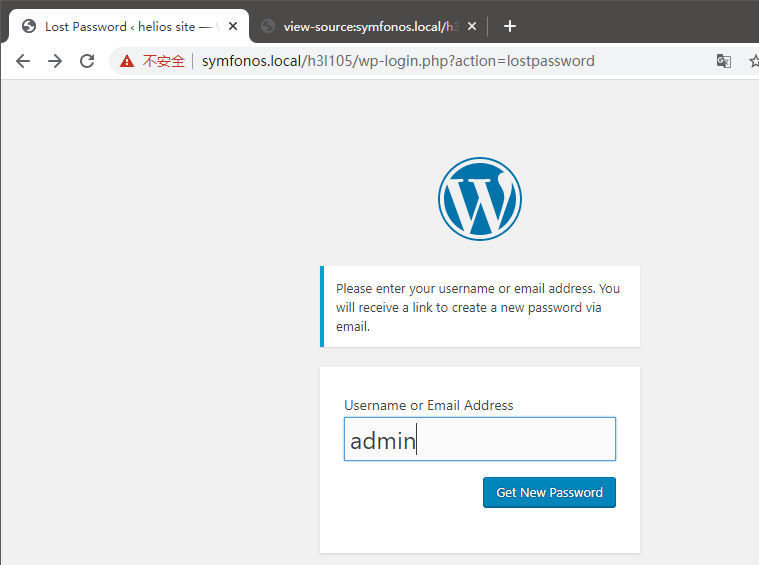 Lost Password ‹ helios site —
view-source:symfonos.local/h3
不安全
symfonos.local/h3l105/wp-login.php?action=lostpassword
Please enter your username or email address. You
will receive a link to create a new password via
email.
Username or Email Address
admin
Get New Password